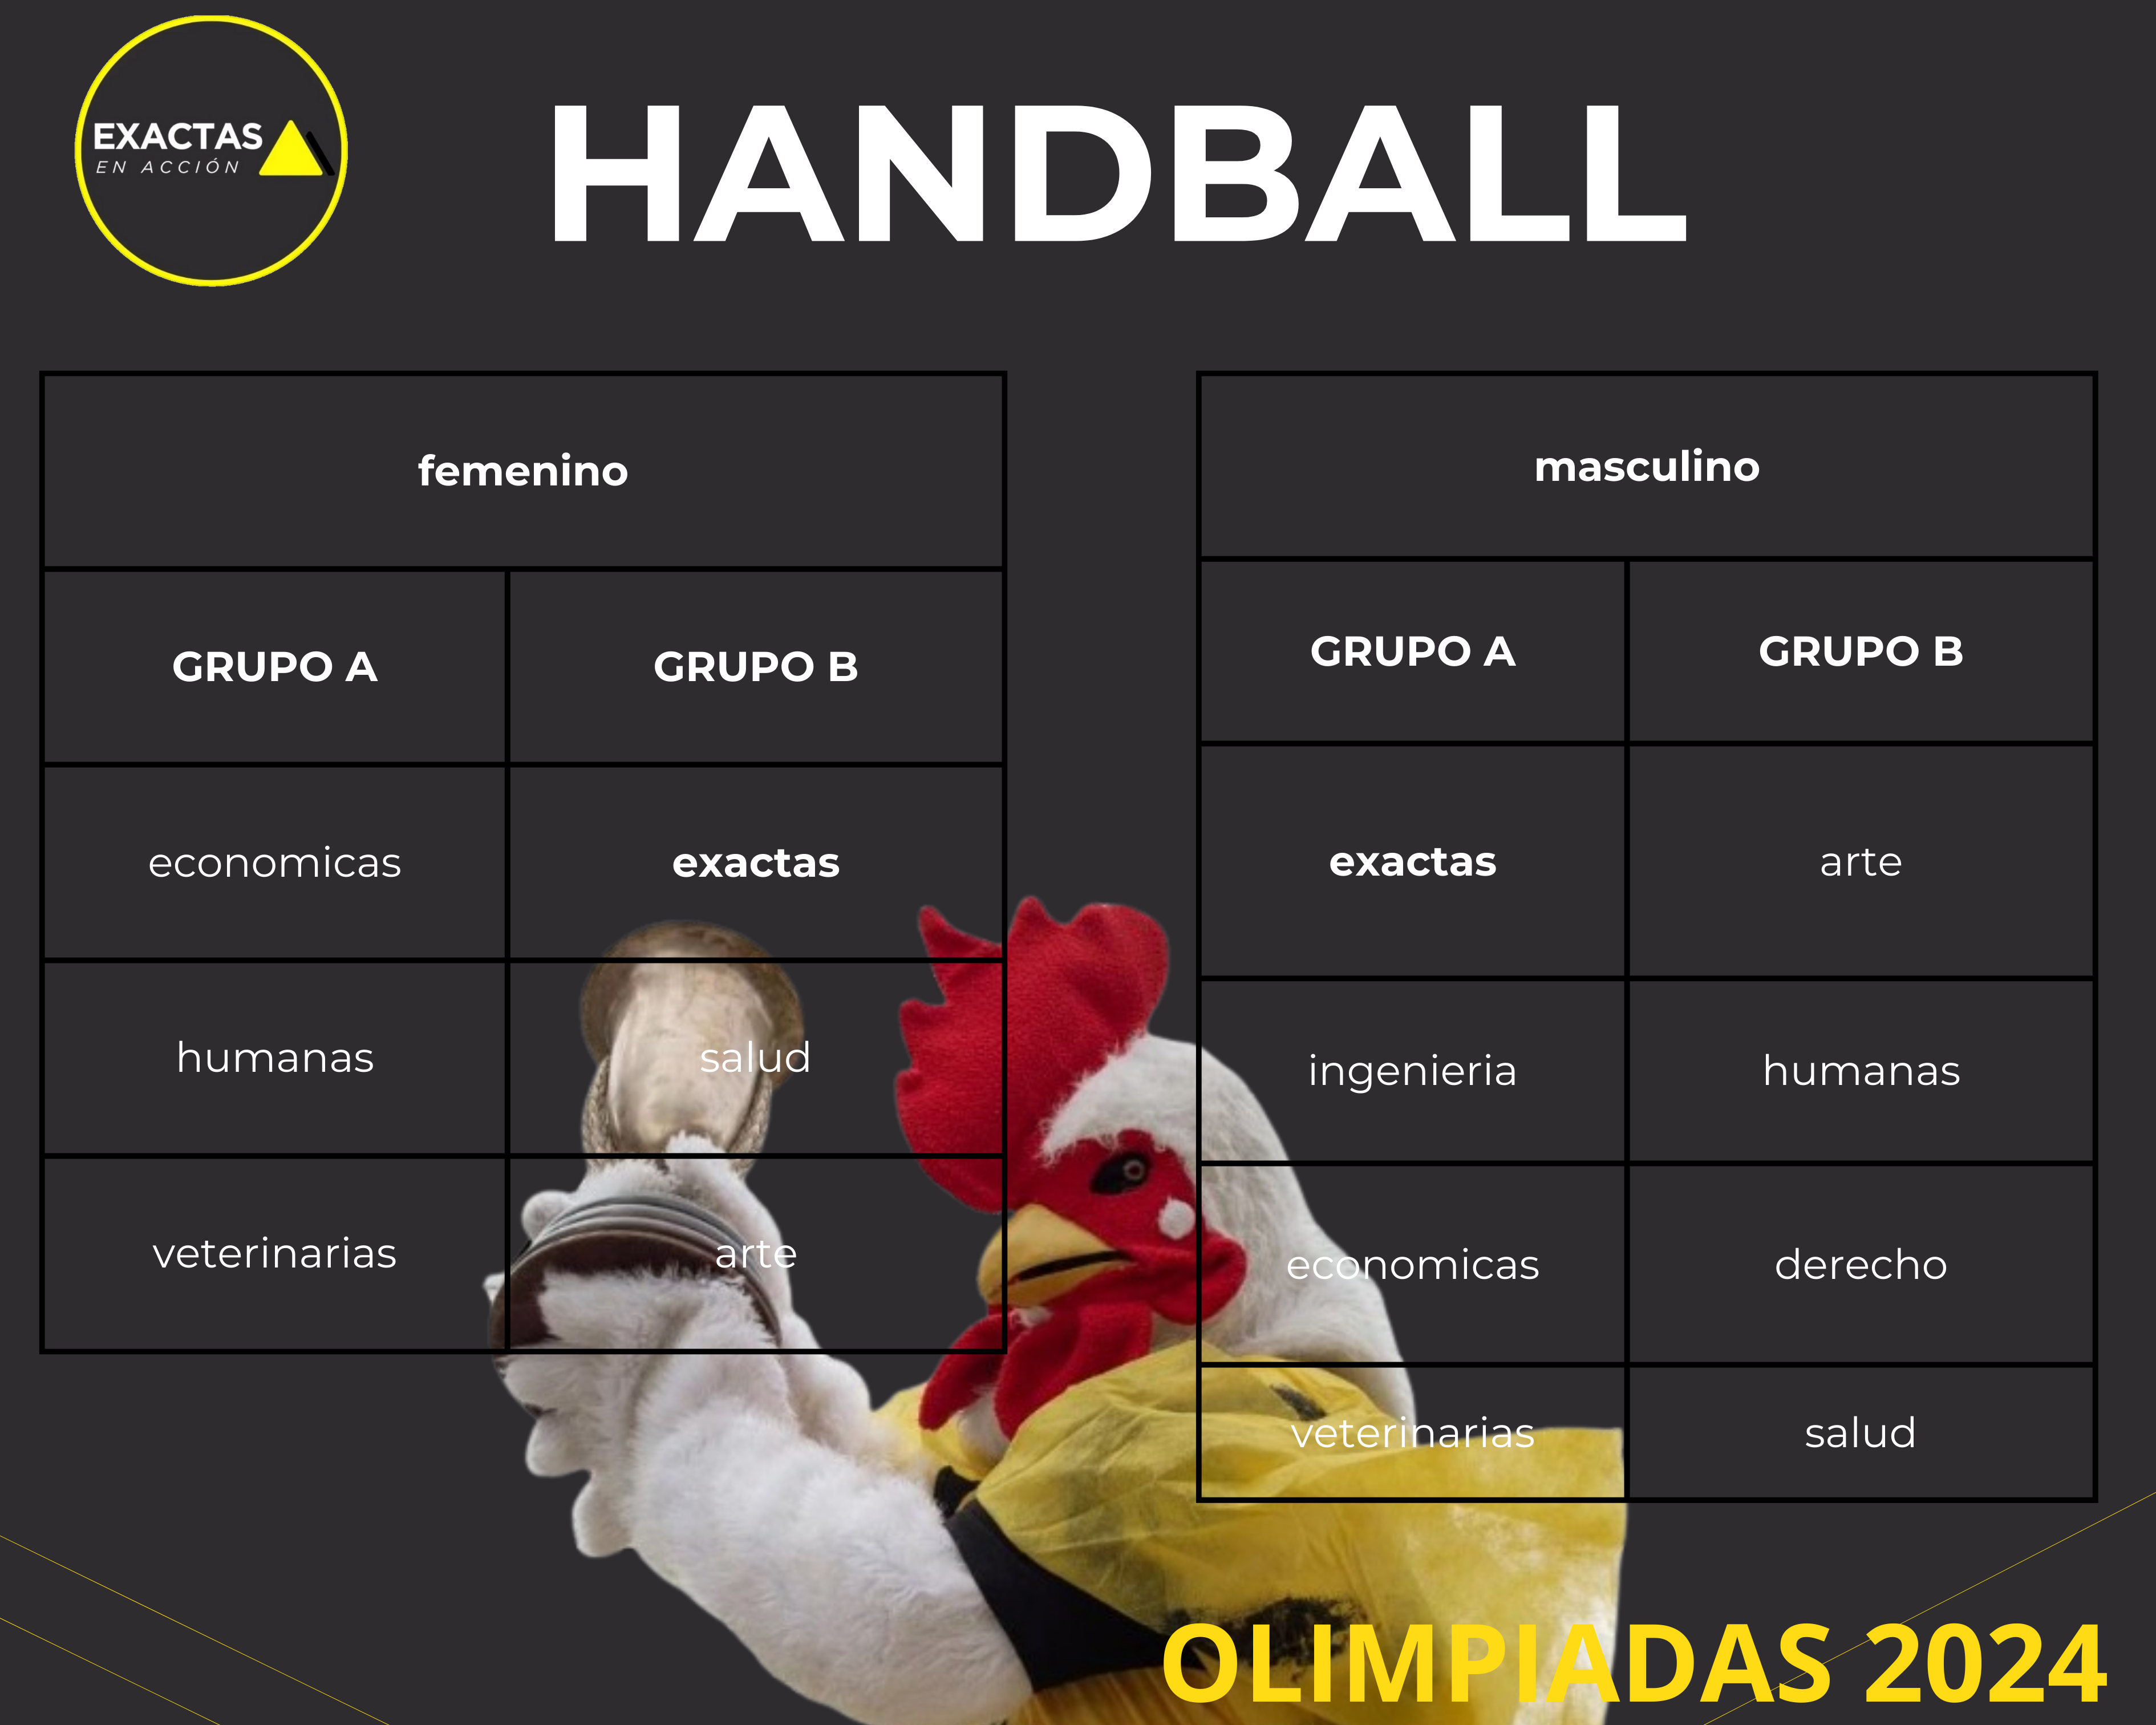 EXACTAS
EN ACCIÓN
HANDBALL
femenino
GRUPO A GRUPO B
economicas exactas
humanas salud
veterinarias arte
masculino
GRUPO A GRUPO B
exactas arte
ingenieria humanas
economicas derecho
veterinarias salud
OLIMPIADAS 2024